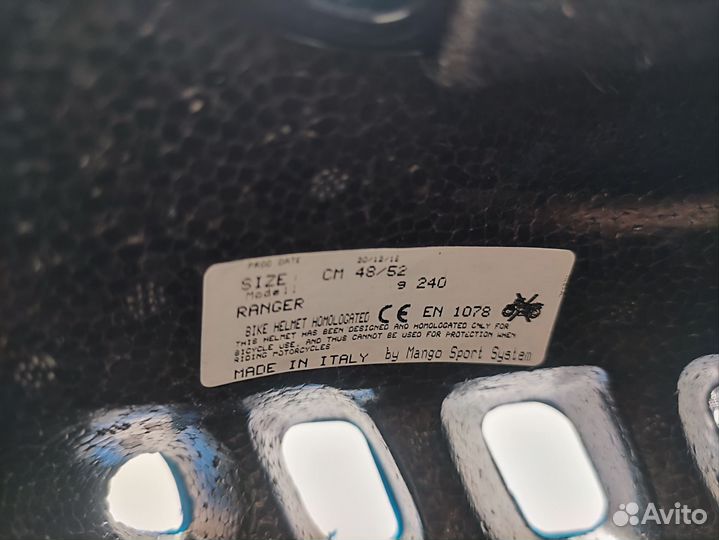 PROD DATE 20/12/12
SIZE: CM 48/52
Modell: g 240
RANGER
BIKE HELMET HOMOLOGATED CE EN 1078
THIS HELMET HAS BEEN DESIGNED AND HOMOLOGATED ONLY FOR
BICYCLE USE, AND THUS CANNOT BE USED FOR PROTECTION WHEN
RIDING MOTORCYCLES
MADE IN ITALY by Mango Sport System
Avito